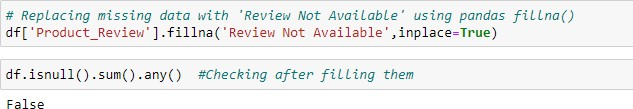 # Replacing missing data with 'Review Not Available' using pandas fillna()
df['Product_Review'].fillna('Review Not Available',inplace=True)
df.isnull().sum().any()  #Checking after filling them
False